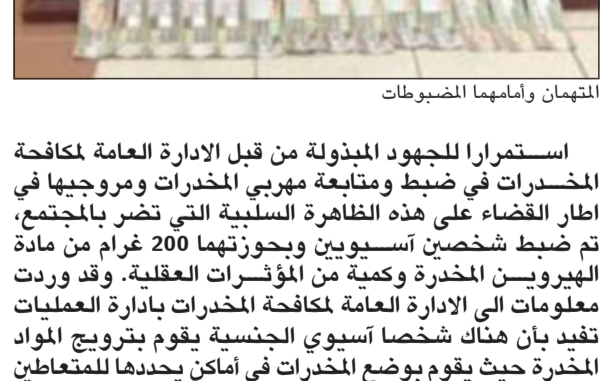 المتهمان وأمامهما المضبوطات
استمرارا للجهود المبذولة من قبل الادارة العامة لمكافحة
المخدرات في ضبط ومتابعة مهربي المخدرات ومروجيها في
اطار القضاء على هذه الظاهرة السلبية التي تضر بالمجتمع،
تم ضبط شخصين آسيويين وبحوزتهما 200 غرام من مادة
الهيروين المخدرة وكمية من المؤثرات العقلية. وقد وردت
معلومات الى الادارة العامة لمكافحة المخدرات بادارة العمليات
تفيد بأن هناك شخصا آسيوي الجنسية يقوم بترويج المواد
المخدرة حيث يقوم بوضع المخدرات في أماكن يحددها للمتعاطين